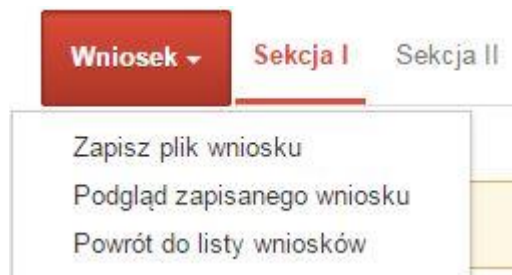 Wniosek Sekcja I Sekcja II
Zapisz plik wniosku
Podgląd zapisanego wniosku
Powrót do listy wniosków